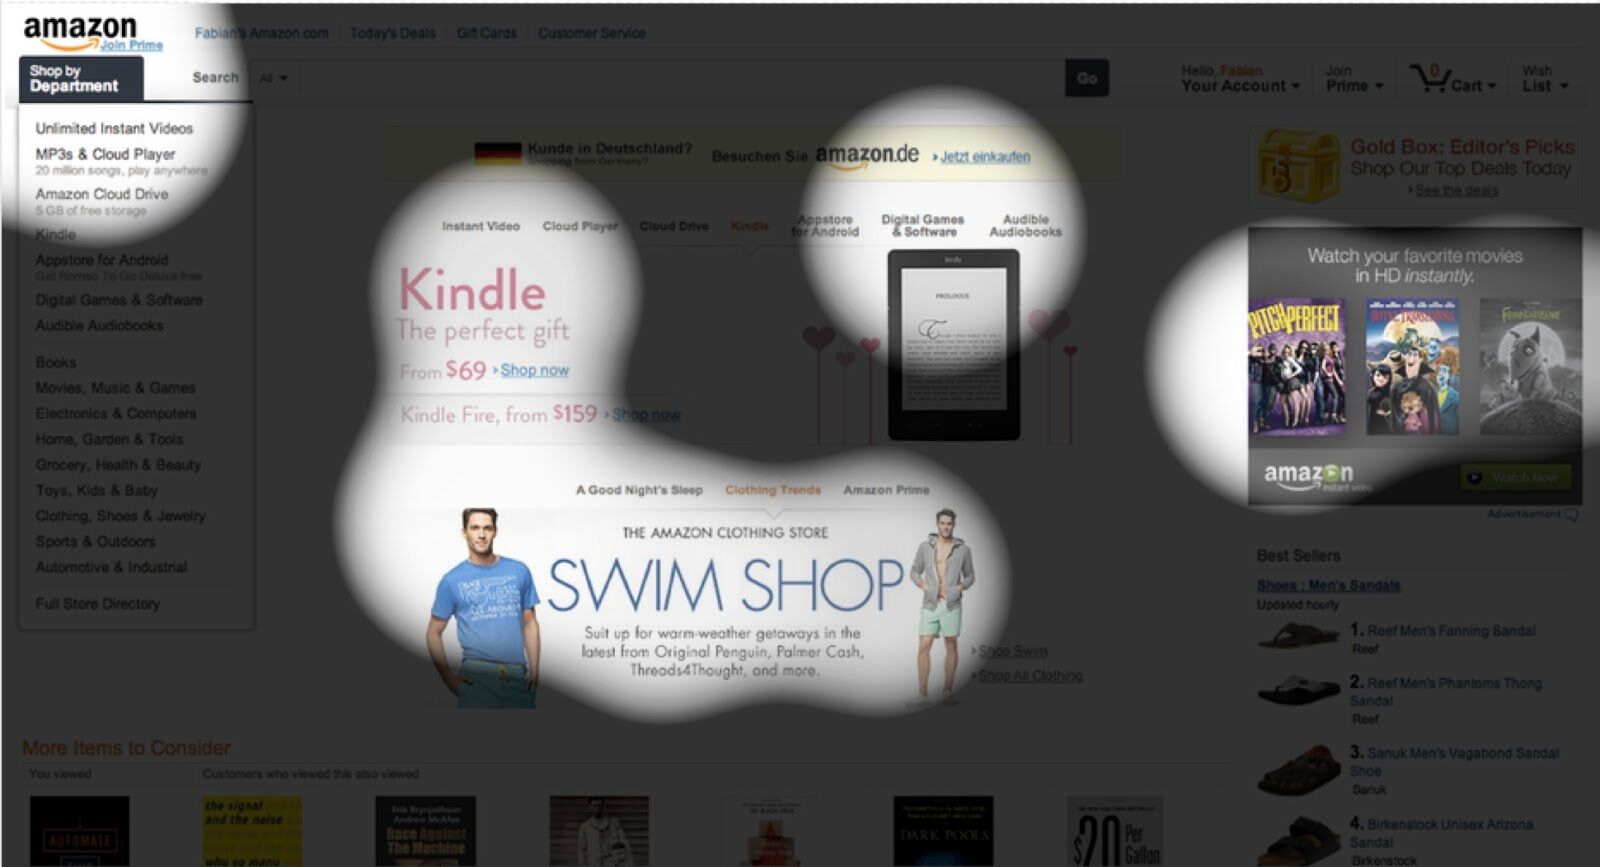 amazon
Join Prime
Fabian's Amazon.com
Today's Deals
Gift Cards
Customer Service
Shop by
Department
Search
All
Go
Hello, Fabian
Your Account
Join
Prime
0
Cart
Wish
List
Unlimited Instant Videos
MP3s & Cloud Player
20 million songs, play anywhere
Amazon Cloud Drive
5 GB of free storage
Kindle
Appstore for Android
Get Romeo To Go Deluxe free
Digital Games & Software
Audible Audiobooks
Books
Movies, Music & Games
Electronics & Computers
Home, Garden & Tools
Grocery, Health & Beauty
Toys, Kids & Baby
Clothing, Shoes & Jewelry
Sports & Outdoors
Automotive & Industrial
Full Store Directory
Kunde in Deutschland?
Shopping from Germany?
Besuchen Sie amazon.de
Jetzt einkaufen
Instant Video
Cloud Player
Cloud Drive
Kindle
Appstore
for Android
Digital Games
& Software
Audible
Audiobooks
Kindle
The perfect gift
From $69 Shop now
Kindle Fire, from $159 Shop now
kindle
PROLOGUE
A Good Night's Sleep
Clothing Trends
Amazon Prime
THE AMAZON CLOTHING STORE
SWIM SHOP
Suit up for warm-weather getaways in the
latest from Original Penguin, Palmer Cash,
Threads4Thought, and more.
Shop Swim
Shop All Clothing
Gold Box: Editor's Picks
Shop Our Top Deals Today
See the deals
Watch your favorite movies
in HD instantly.
PITCH PERFECT
HOTEL TRANSYLVANIA
FRANKENWEENIE
amazon
instant video
Watch Now
Advertisement
Best Sellers
Shoes : Men's Sandals
Updated hourly
1. Reef Men's Fanning Sandal
Reef
2. Reef Men's Phantoms Thong
Sandal
Reef
3. Sanuk Men's Vagabond Sandal
Shoe
Sanuk
4. Birkenstock Unisex Arizona
Sandal
Birkenstock
More Items to Consider
You viewed
Customers who viewed this also viewed
AUTOMATE
THIS
the signal
and the noise
why so many
Erik Brynjolfsson
Andrew McAfee
Race Against
The Machine
DARK POOLS
$20 Per
Gallon